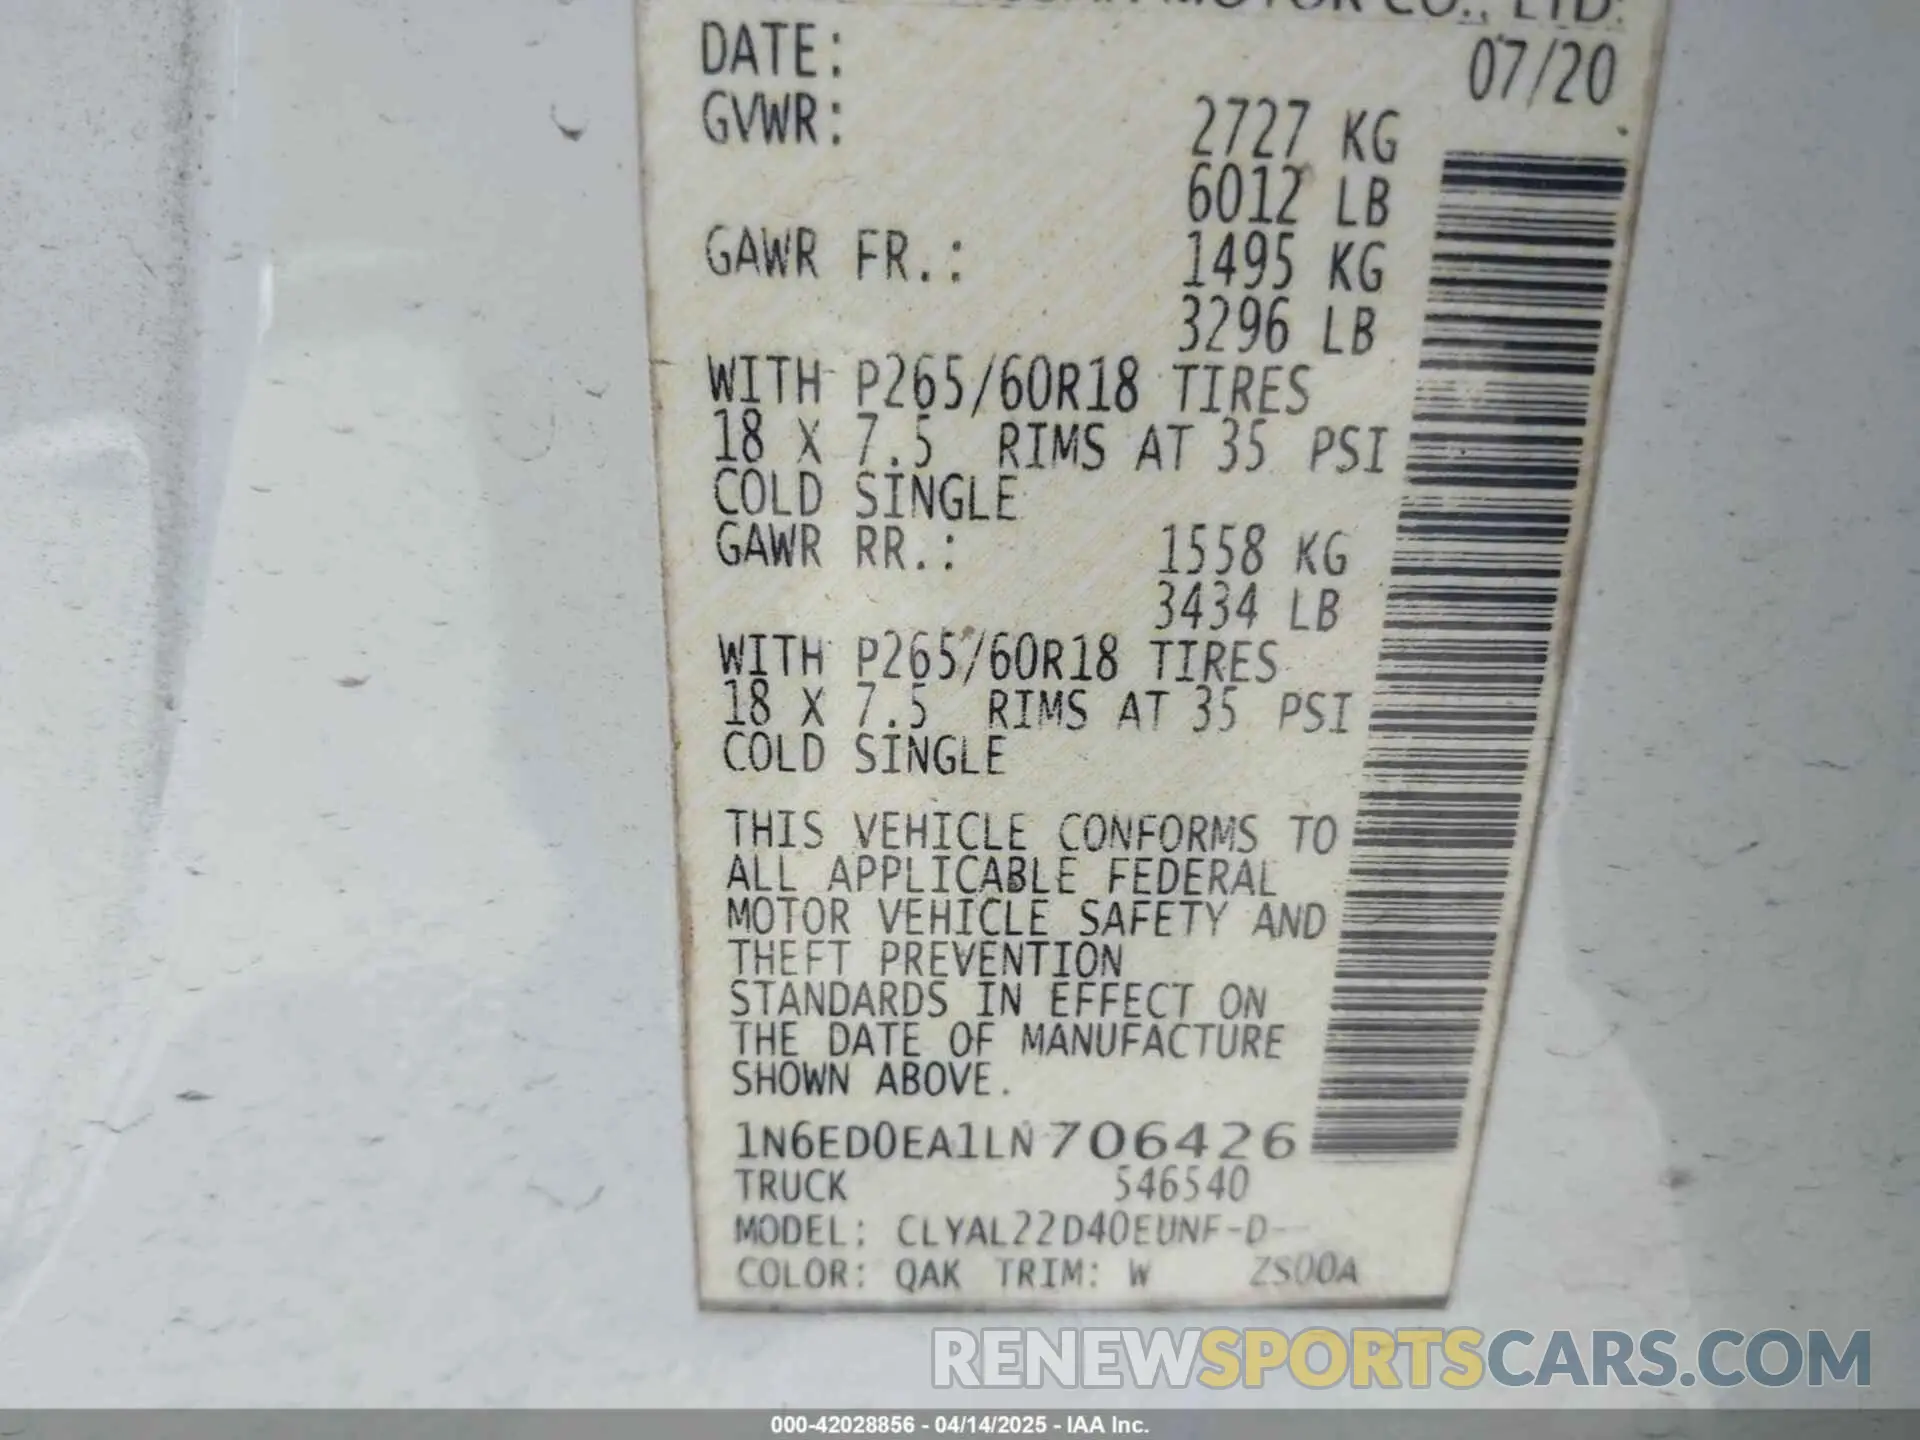 MOTOR CO., LTD.
DATE: 07/20
GVWR: 2727 KG
6012 LB
GAWR FR.: 1495 KG
3296 LB
WITH P265/60R18 TIRES
18 X 7.5 RIMS AT 35 PSI
COLD SINGLE
GAWR RR.: 1558 KG
3434 LB
WITH P265/60R18 TIRES
18 X 7.5 RIMS AT 35 PSI
COLD SINGLE
THIS VEHICLE CONFORMS TO
ALL APPLICABLE FEDERAL
MOTOR VEHICLE SAFETY AND
THEFT PREVENTION
STANDARDS IN EFFECT ON
THE DATE OF MANUFACTURE
SHOWN ABOVE.
1N6ED0EA1LN706426
TRUCK 546540
MODEL: CLYAL22D40EUNF-D--
COLOR: QAK TRIM: W ZS00A
RENEWSPORTSCARS.COM
000-42028856 - 04/14/2025 - IAA Inc.